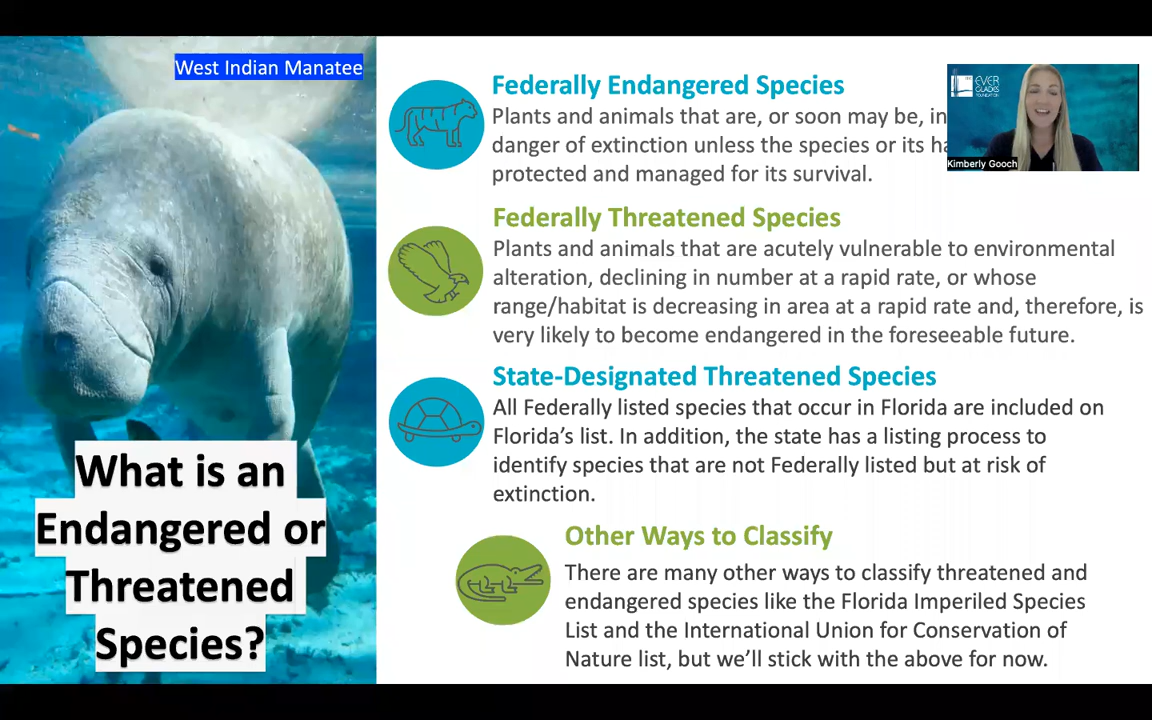 West Indian Manatee
What is an
Endangered or
Threatened
Species?
Federally Endangered Species
Plants and animals that are, or soon may be, in
danger of extinction unless the species or its
protected and managed for its survival.
Federally Threatened Species
Plants and animals that are acutely vulnerable to environmental
alteration, declining in number at a rapid rate, or whose
range/habitat is decreasing in area at a rapid rate and, therefore, is
very likely to become endangered in the foreseeable future.
State-Designated Threatened Species
All Federally listed species that occur in Florida are included on
Florida’s list. In addition, the state has a listing process to
identify species that are not Federally listed but at risk of
extinction.
Other Ways to Classify
There are many other ways to classify threatened and
endangered species like the Florida Imperiled Species
List and the International Union for Conservation of
Nature list, but we’ll stick with the above for now.
EVER
GLADES
FOUNDATION
Kimberly Gooch